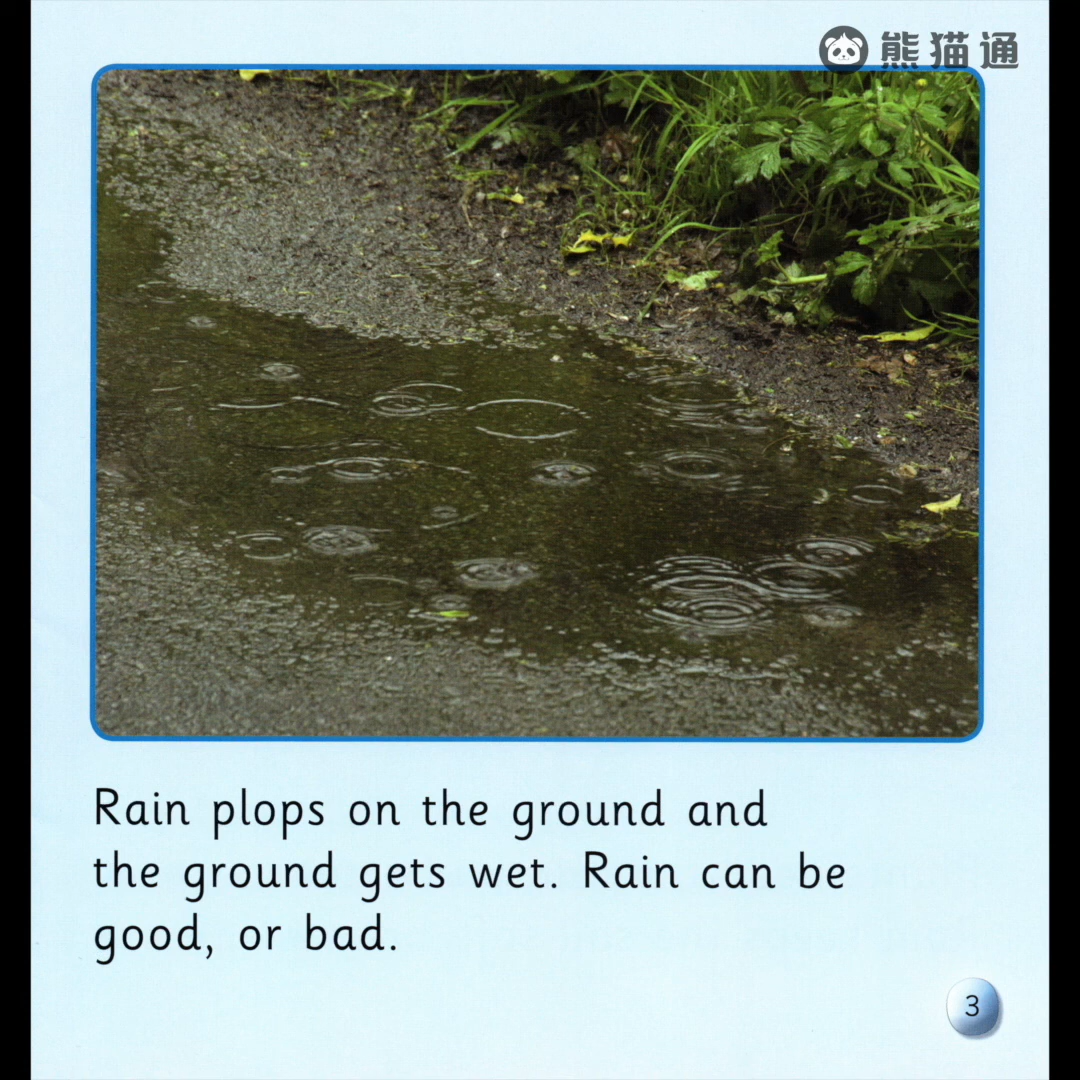 熊猫通
Rain plops on the ground and
the ground gets wet. Rain can be
good, or bad.
3